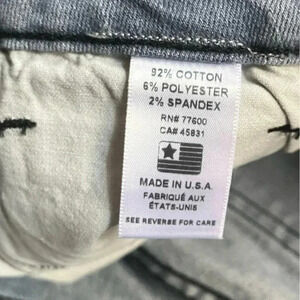 92% COTTON
6% POLYESTER
2% SPANDEX
RN# 77600
CA# 45831
MADE IN U.S.A.
FABRIQUÉ AUX
ÉTATS-UNIS
SEE REVERSE FOR CARE